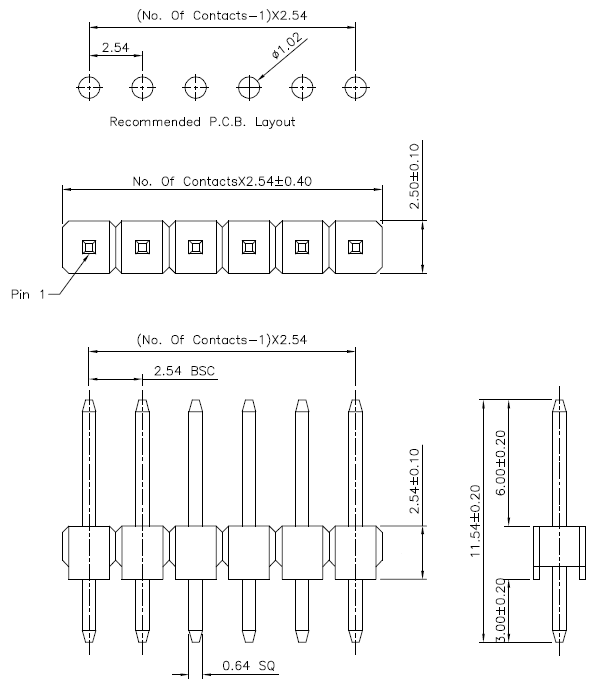 (No. Of Contacts-1)X2.54
2.54
ø1.02
Recommended P.C.B. Layout
No. Of ContactsX2.54±0.40
2.50±0.10
Pin 1
(No. Of Contacts-1)X2.54
2.54 BSC
2.54±0.10
11.54±0.20
6.00±0.20
3.00±0.20
0.64 SQ